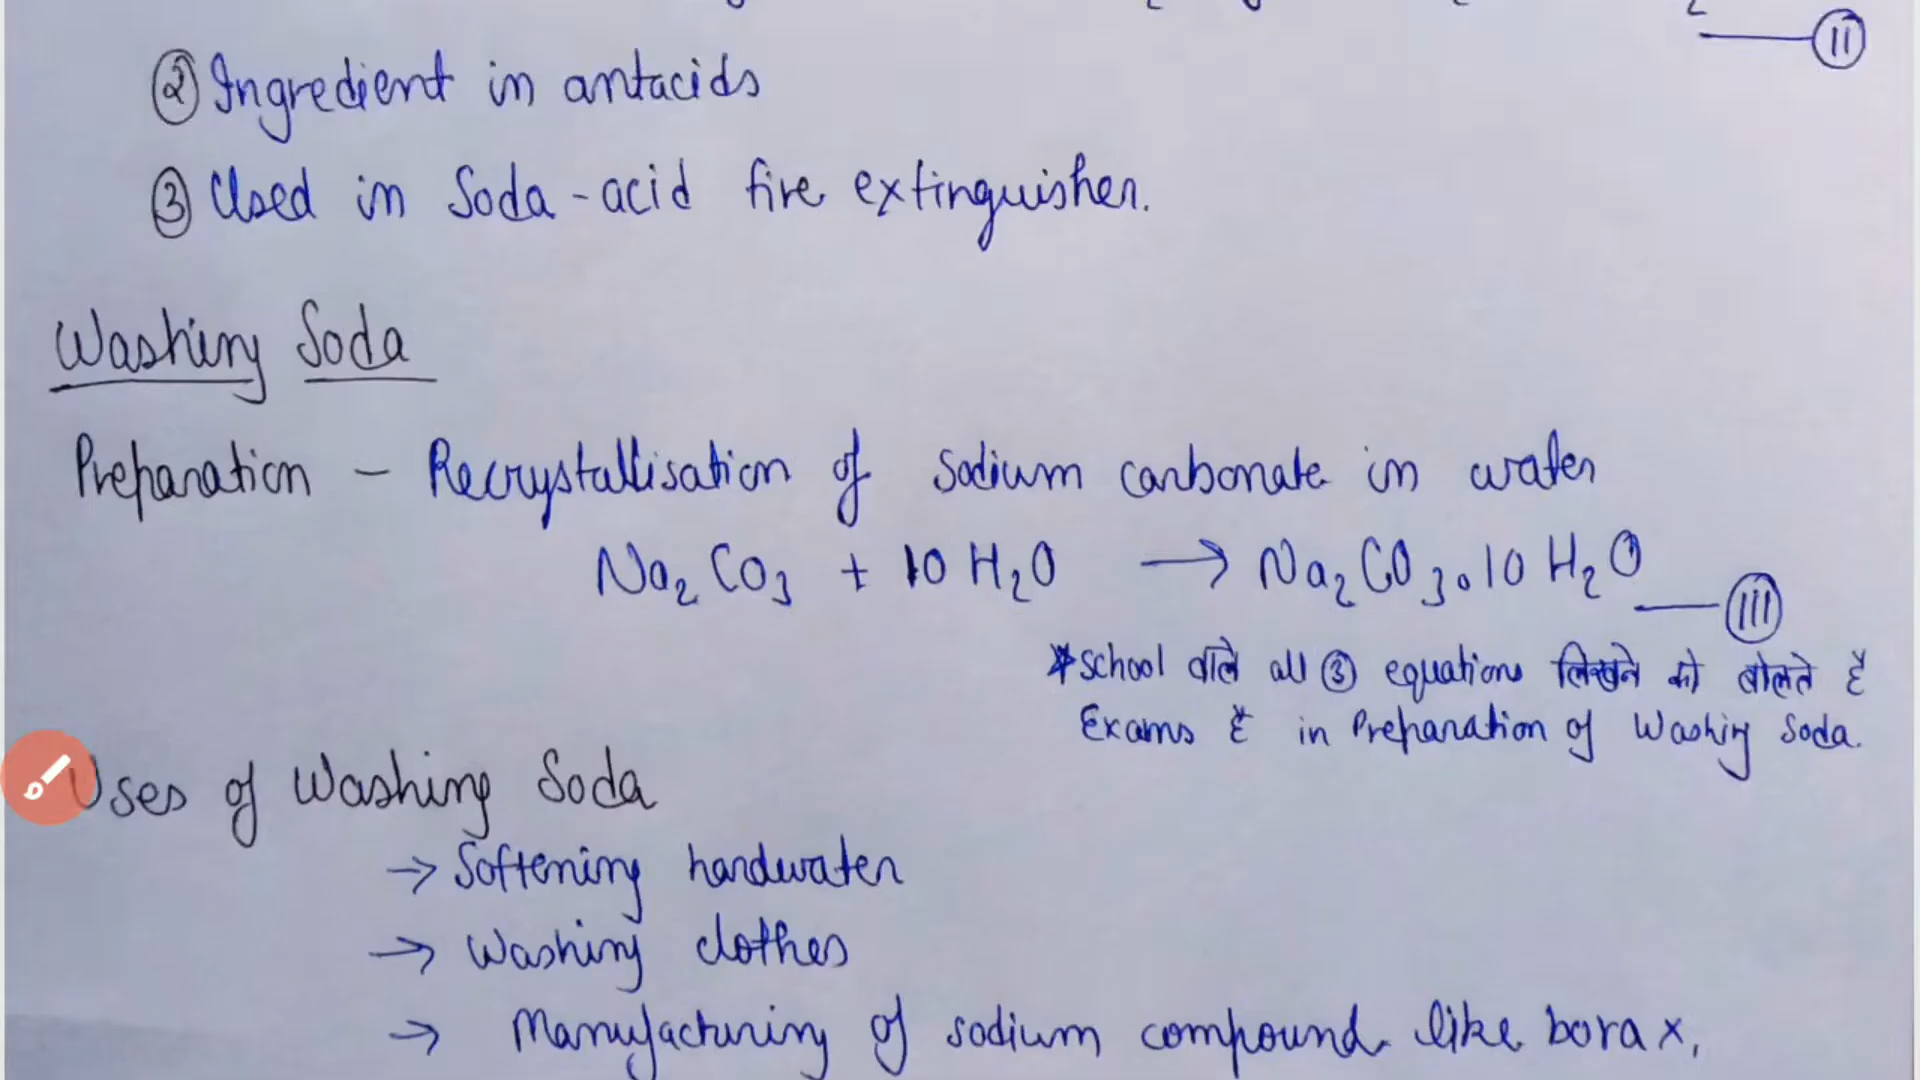 ② Ingredient in antacids
③ Used in Soda-acid fire extinguisher.
Washing Soda
Preparation - Recrystallisation of sodium carbonate in water
Na₂CO₃ + 10 H₂O → Na₂CO₃.10 H₂O —(III)
*school वाले all ③ equations लिखने को बोलते है
Exams में in Preparation of Washing Soda.
Uses of Washing Soda
→ Softening hardwater
→ Washing clothes
→ Manufacturing of sodium compound like borax,